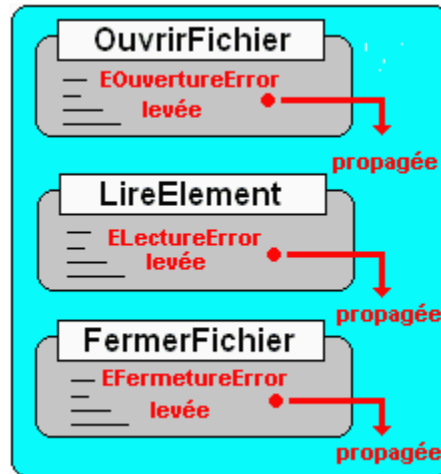 OuvrirFichier
EOuvertureError
levée
propagée
LireElement
ELectureError
levée
propagée
FermerFichier
EFermetureError
levée
propagée